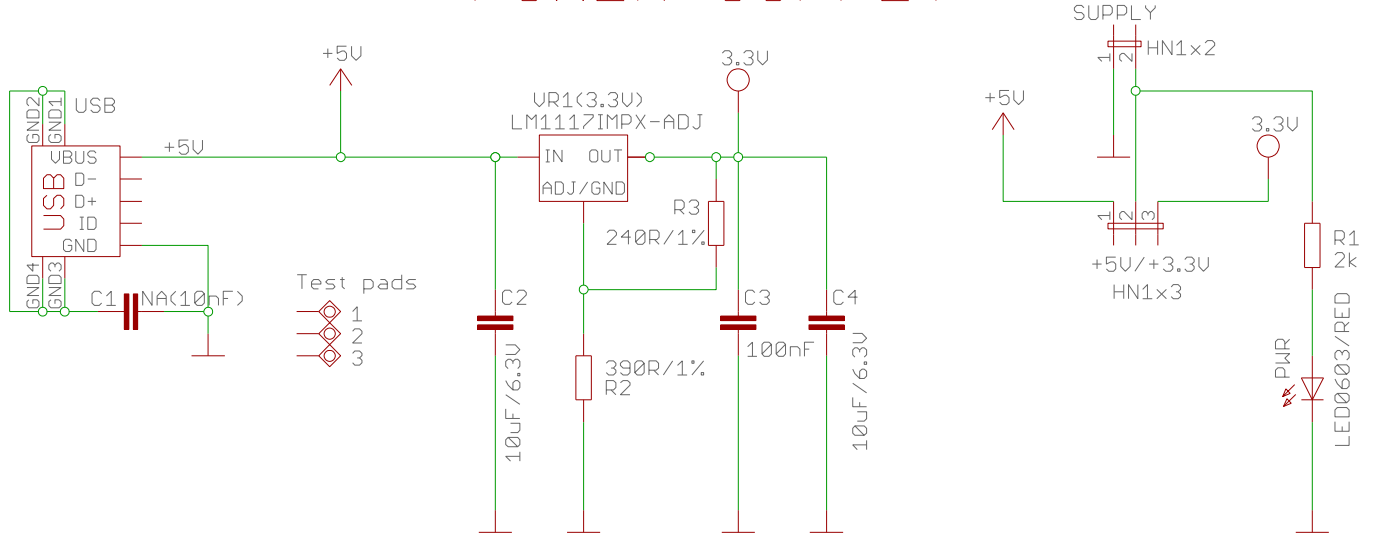 SUPPLY
1
2
HN1x2
+5V
3.3V
VR1(3.3V)
LM1117IMPX-ADJ
+5V
3.3V
GND2
GND1
USB
VBUS
D-
D+
ID
GND
USB
GND4
GND3
+5V
IN
OUT
ADJ/GND
R3
240R/1%
1
2
3
+5V/+3.3V
HN1x3
R1
2k
C1
NA(10nF)
Test pads
1
2
3
C2
10uF/6.3V
390R/1%
R2
C3
100nF
C4
10uF/6.3V
PWR
LED0603/RED